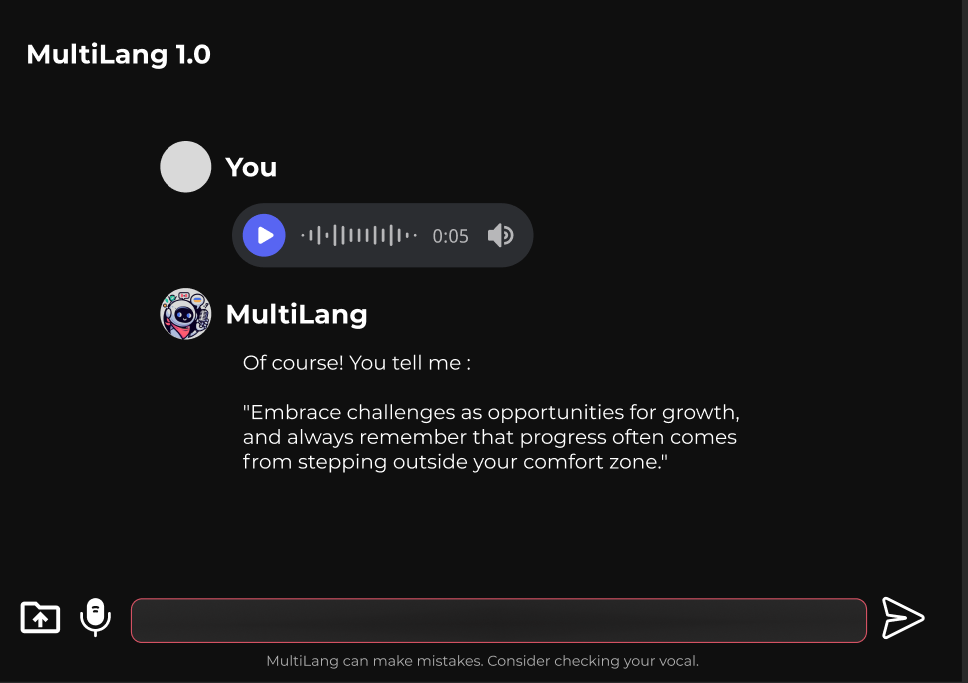 MultiLang 1.0
You
0:05
MultiLang
Of course! You tell me :
"Embrace challenges as opportunities for growth,
and always remember that progress often comes
from stepping outside your comfort zone."
MultiLang can make mistakes. Consider checking your vocal.